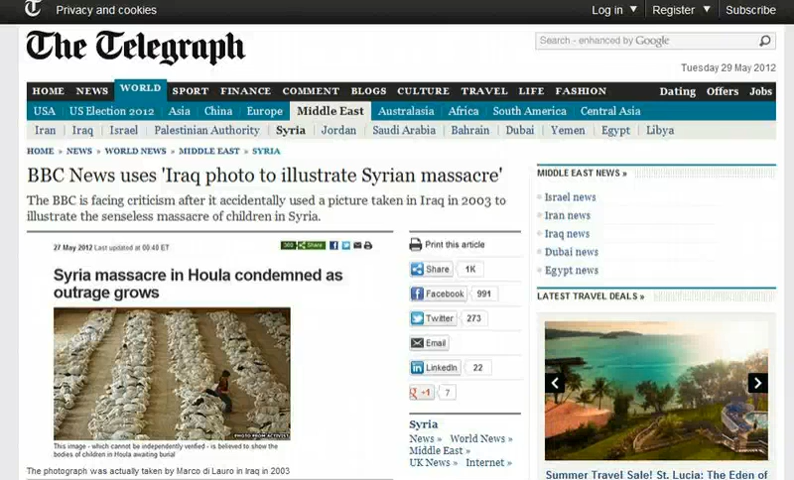 Privacy and cookies
Log in ▼ Register ▼ Subscribe
The Telegraph
Search - enhanced by Google
Tuesday 29 May 2012
HOME NEWS WORLD SPORT FINANCE COMMENT BLOGS CULTURE TRAVEL LIFE FASHION Dating Offers Jobs
USA US Election 2012 Asia China Europe Middle East Australasia Africa South America Central Asia
Iran Iraq Israel Palestinian Authority Syria Jordan Saudi Arabia Bahrain Dubai Yemen Egypt Libya
HOME » NEWS » WORLD NEWS » MIDDLE EAST » SYRIA
BBC News uses 'Iraq photo to illustrate Syrian massacre'
The BBC is facing criticism after it accidentally used a picture taken in Iraq in 2003 to
illustrate the senseless massacre of children in Syria.
27 May 2012 Last updated at 00:40 ET
Share
Syria massacre in Houla condemned as
outrage grows
PHOTO FROM ACTIVIST
This image - which cannot be independently verified - is believed to show the
bodies of children in Houla awaiting burial
The photograph was actually taken by Marco di Lauro in Iraq in 2003
Print this article
Share 1K
Facebook 991
Twitter 273
Email
LinkedIn 22
+1 7
Syria
News » World News »
Middle East »
UK News » Internet »
MIDDLE EAST NEWS »
Israel news
Iran news
Iraq news
Dubai news
Egypt news
LATEST TRAVEL DEALS »
Summer Travel Sale! St. Lucia: The Eden of